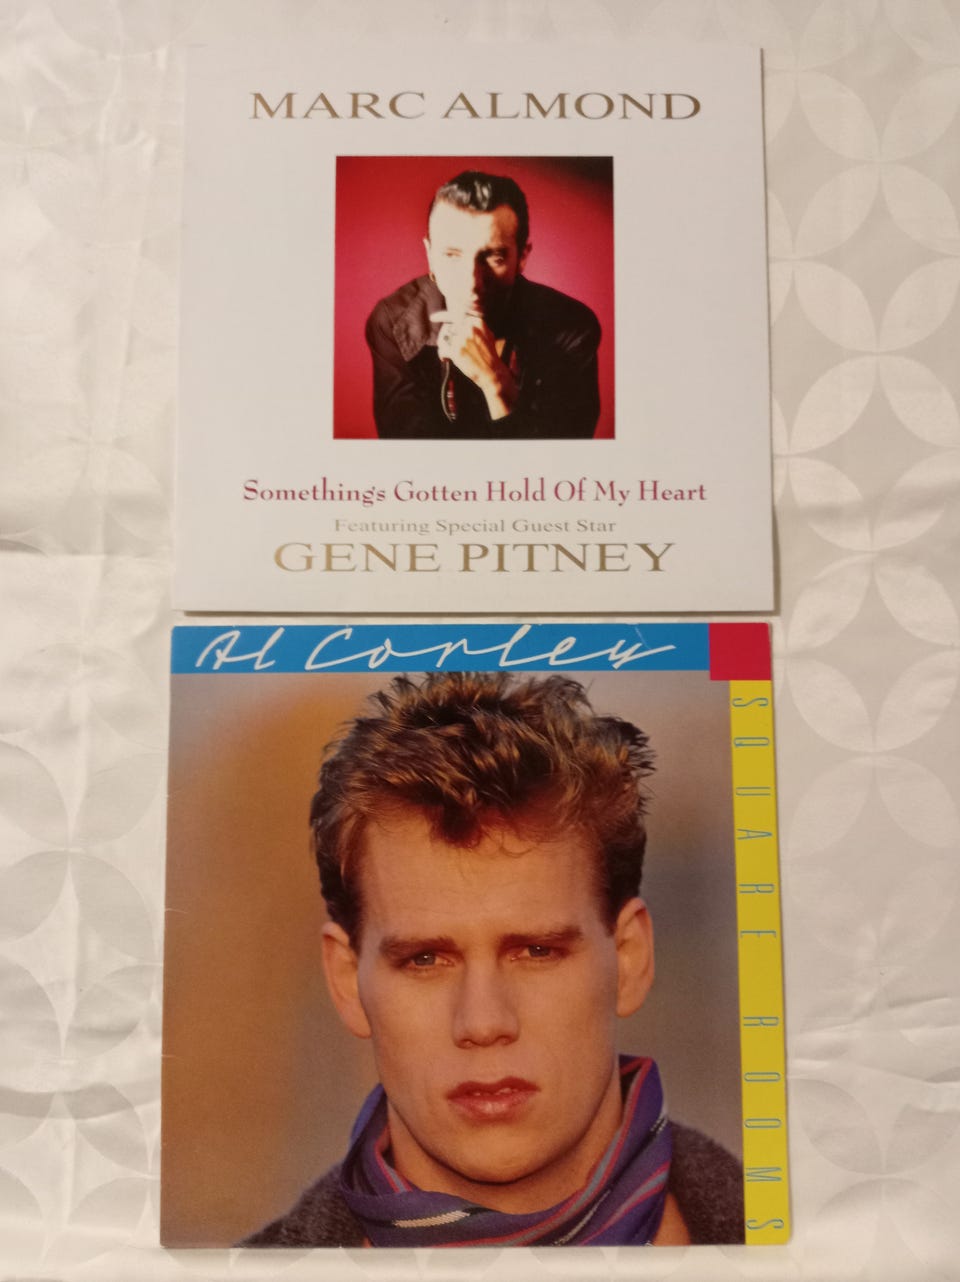 MARC ALMOND
Something's Gotten Hold Of My Heart
Featuring Special Guest Star
GENE PITNEY
Al Corley
SQUARE ROOMS